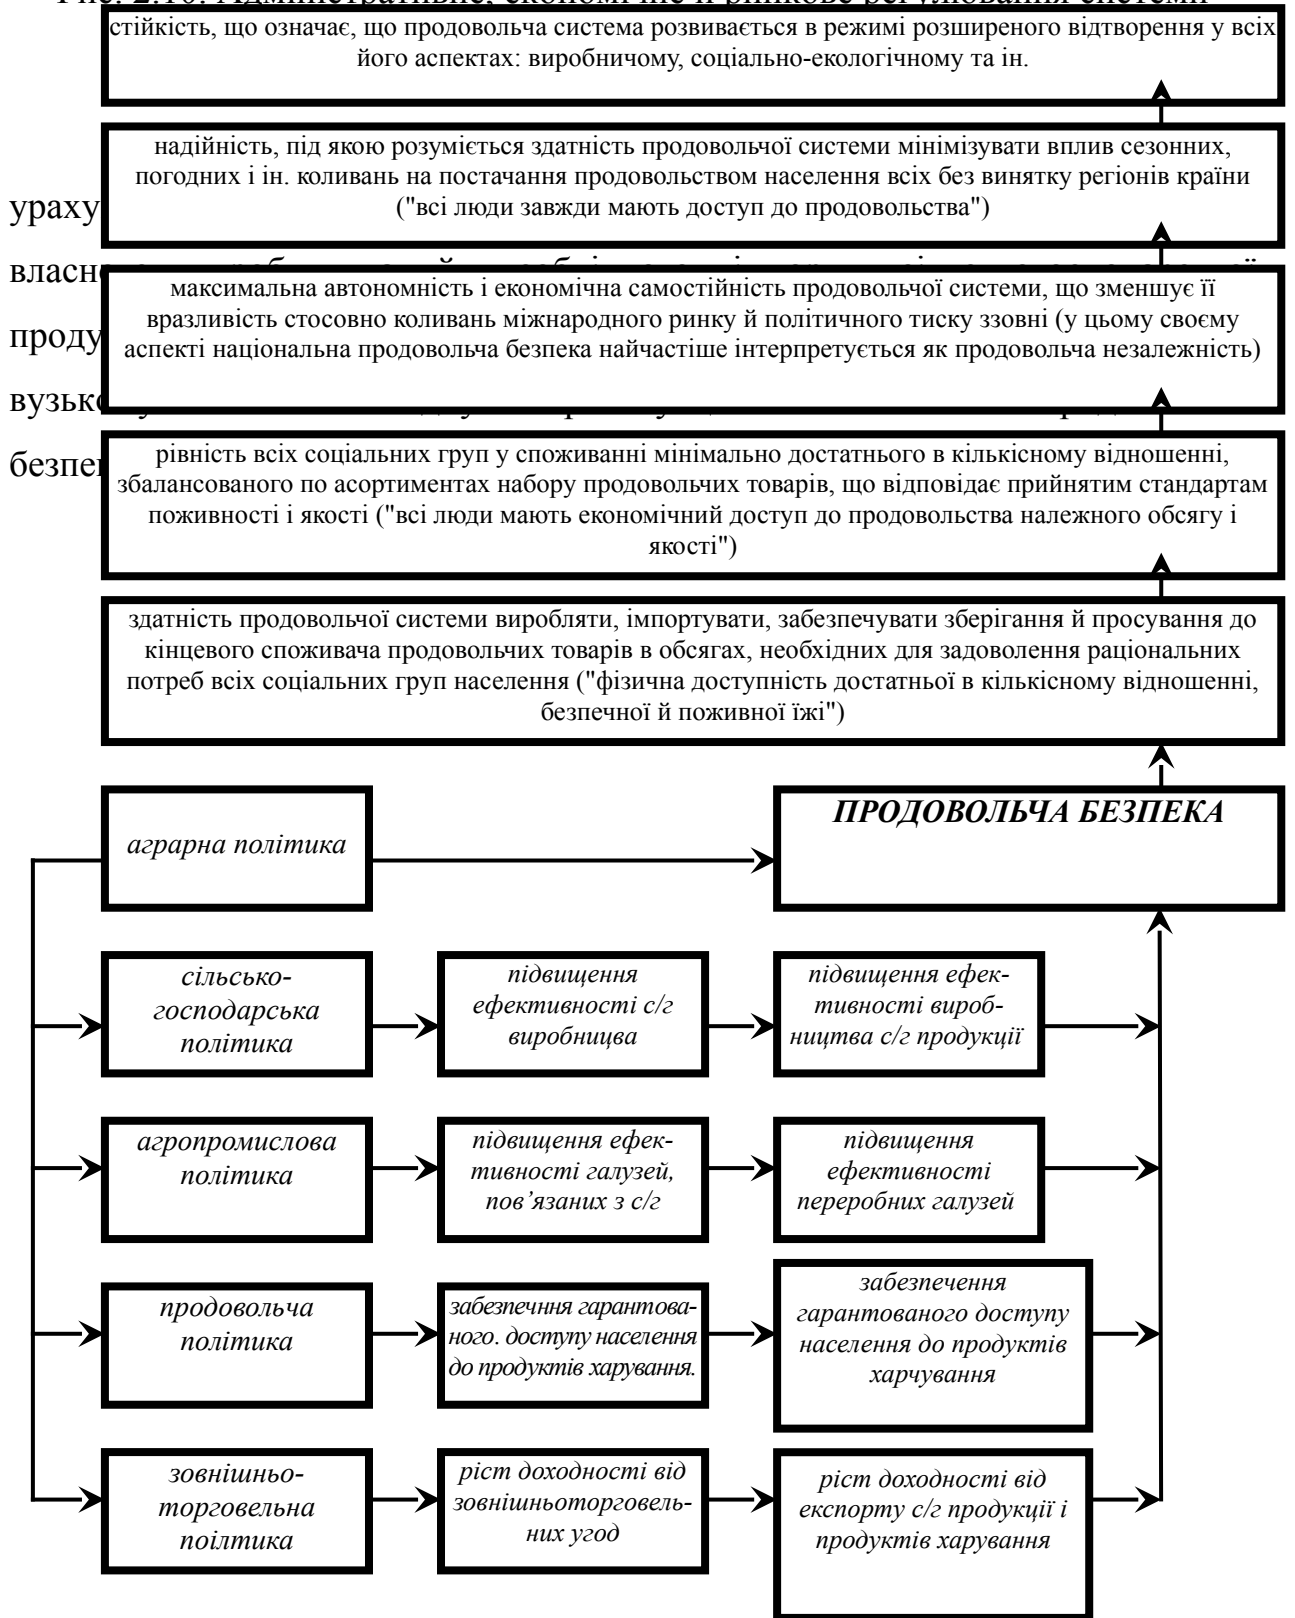 Рис. 2.10. Адміністративне, економічне й ринкове регулювання системи
стійкість, що означає, що продовольча система розвивається в режимі розширеного відтворення у всіх
його аспектах: виробничому, соціально-екологічному та ін.
надійність, під якою розуміється здатність продовольчої системи мінімізувати вплив сезонних,
погодних і ін. коливань на постачання продовольством населення всіх без винятку регіонів країни
("всі люди завжди мають доступ до продовольства")
ураху
власн
максимальна автономність і економічна самостійність продовольчої системи, що зменшує її
вразливість стосовно коливань міжнародного ринку й політичного тиску ззовні (у цьому своєму
аспекті національна продовольча безпека найчастіше інтерпретується як продовольча незалежність)
проду
вузьк
рівність всіх соціальних груп у споживанні мінімально достатнього в кількісному відношенні,
збалансованого по асортиментах набору продовольчих товарів, що відповідає прийнятим стандартам
поживності і якості ("всі люди мають економічний доступ до продовольства належного обсягу і
якості")
безпе
здатність продовольчої системи виробляти, імпортувати, забезпечувати зберігання й просування до
кінцевого споживача продовольчих товарів в обсягах, необхідних для задоволення раціональних
потреб всіх соціальних груп населення ("фізична доступність достатньої в кількісному відношенні,
безпечної й поживної їжі")
аграрна політика
ПРОДОВОЛЬЧА БЕЗПЕКА
сільсько-
господарська
політика
підвищення
ефективності с/г
виробницва
підвищення ефек-
тивності вироб-
ництва с/г продукції
агропромислова
політика
підвищення ефек-
тивності галузей,
пов’язаних з с/г
підвищення
ефективності
переробних галузей
продовольча
політика
забезпечння гарантова-
ного. доступу населення
до продуктів харування.
забезпечення
гарантованого доступу
населення до продуктів
харчування
зовнішньо-
торговельна
поілтика
ріст доходності від
зовнішньоторговель-
них угод
ріст доходності від
експорту с/г продукції і
продуктів харування